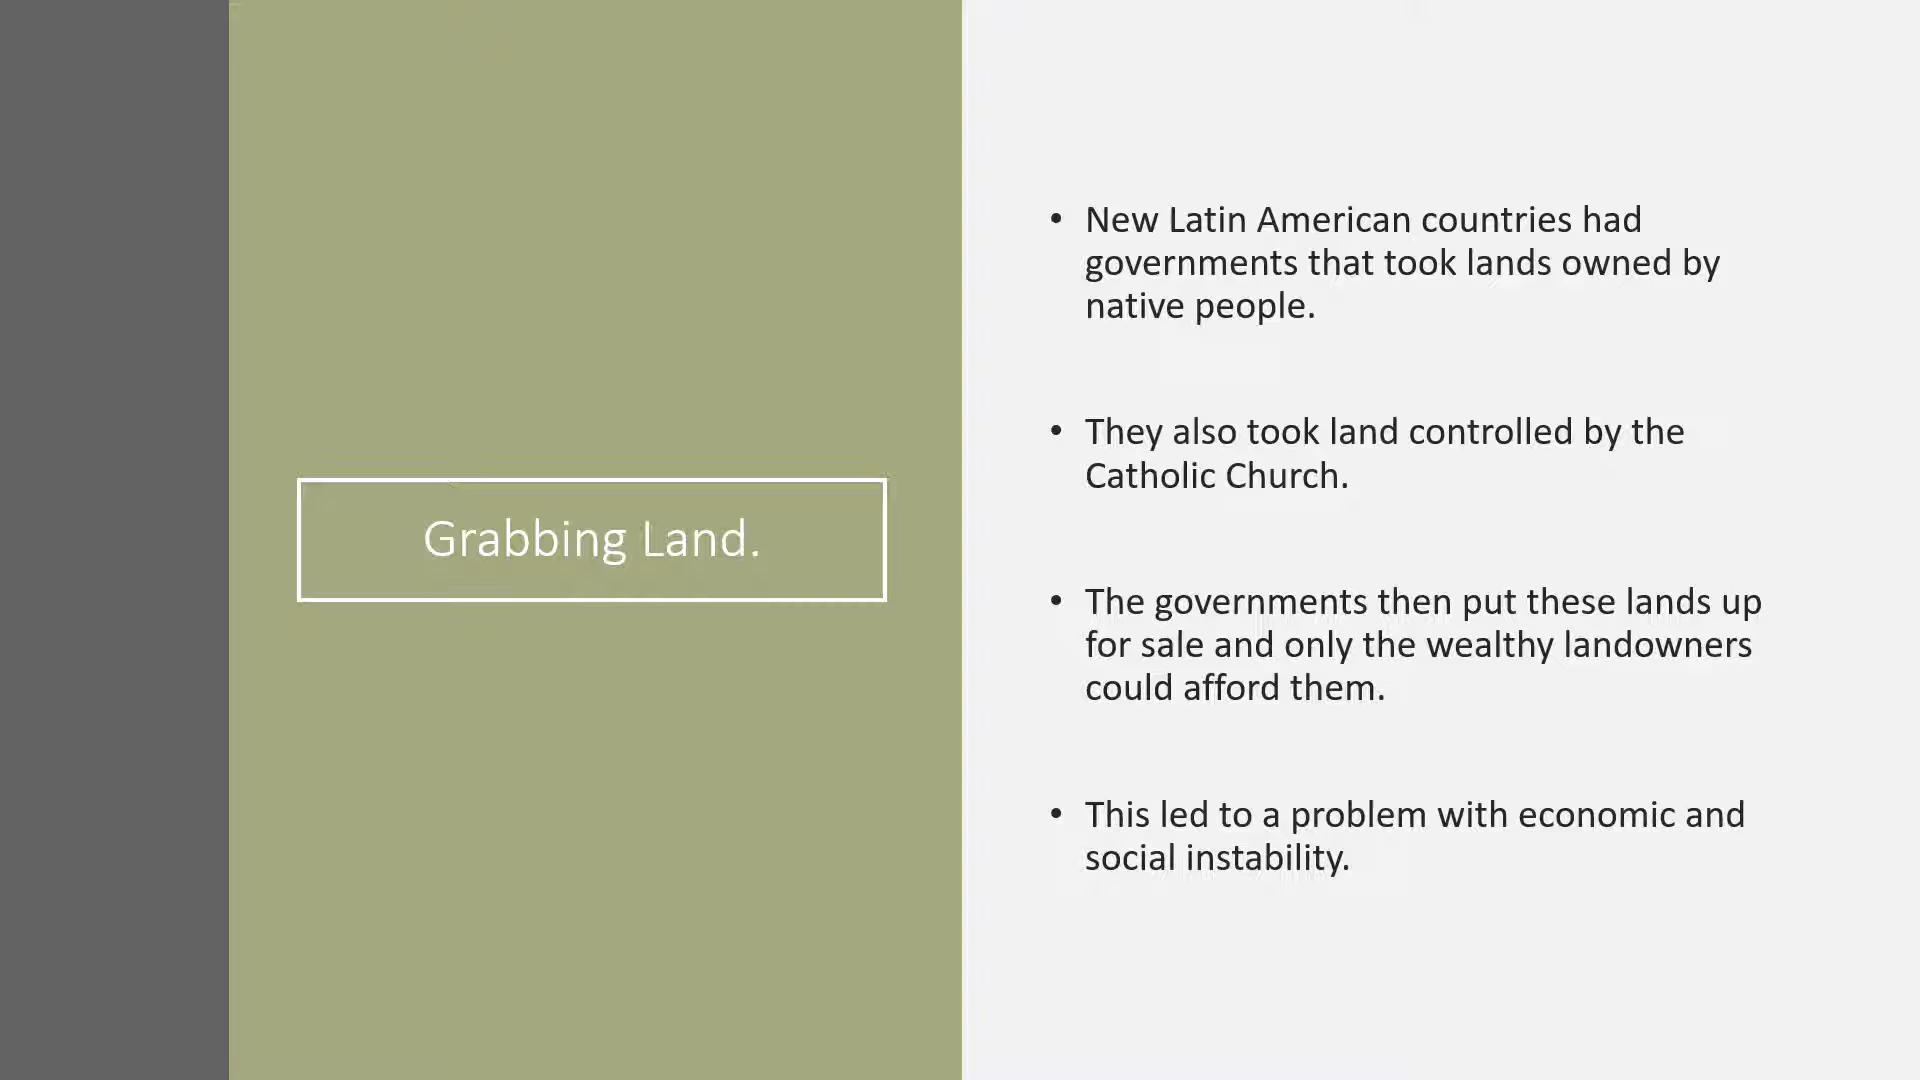 Grabbing Land.
• New Latin American countries had
governments that took lands owned by
native people.
• They also took land controlled by the
Catholic Church.
• The governments then put these lands up
for sale and only the wealthy landowners
could afford them.
• This led to a problem with economic and
social instability.